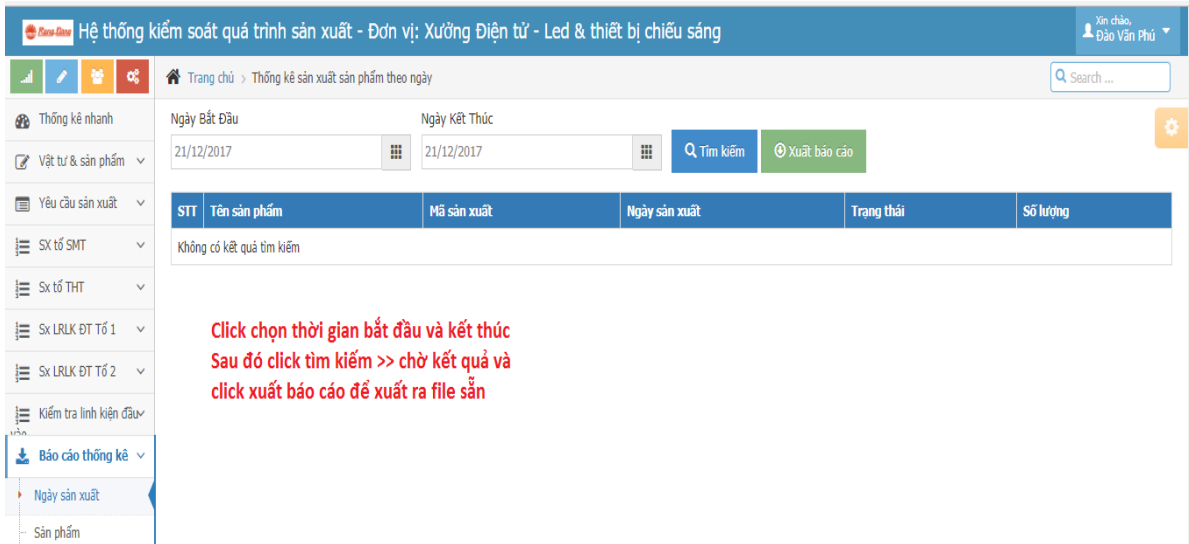 Rang Dong Hệ thống kiểm soát quá trình sản xuất - Đơn vị: Xưởng Điện tử - Led & thiết bị chiếu sáng
Xin chào,
Đào Văn Phú
Trang chủ > Thống kê sản xuất sản phẩm theo ngày
Search ...
Thống kê nhanh
Vật tư & sản phẩm
Yêu cầu sản xuất
SX tổ SMT
Sx tổ THT
Sx LRLK ĐT Tổ 1
Sx LRLK ĐT Tổ 2
Kiểm tra linh kiện đầu
vào
Báo cáo thống kê
Ngày sản xuất
Sản phẩm
Ngày Bắt Đầu
Ngày Kết Thúc
21/12/2017
21/12/2017
Tìm kiếm
Xuất báo cáo
STT Tên sản phẩm Mã sản xuất Ngày sản xuất Trạng thái Số lượng
Không có kết quả tìm kiếm
Click chọn thời gian bắt đầu và kết thúc
Sau đó click tìm kiếm >> chờ kết quả và
click xuất báo cáo để xuất ra file sẵn